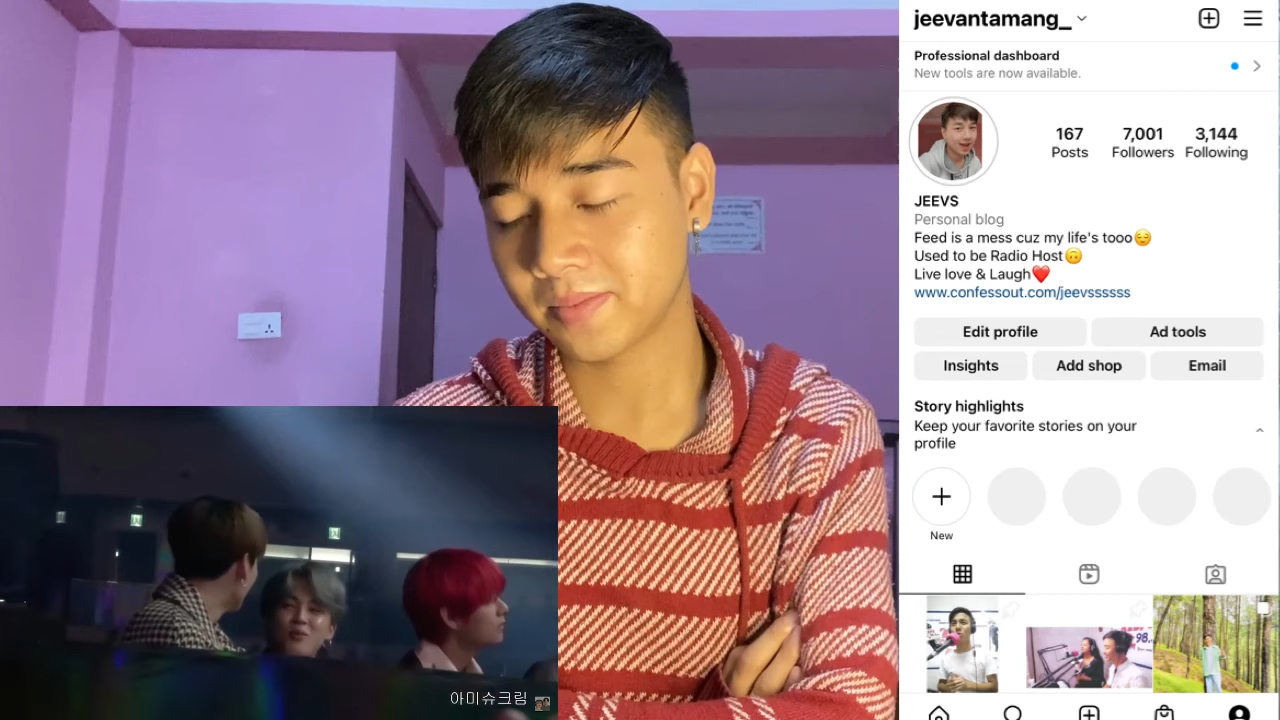 jeevantamang_
Professional dashboard
New tools are now available.
167
Posts
7,001
Followers
3,144
Following
JEEVS
Personal blog
Feed is a mess cuz my life's tooo😌
Used to be Radio Host🙃
Live love & Laugh❤️
www.confessout.com/jeevssssss
Edit profile
Ad tools
Insights
Add shop
Email
Story highlights
Keep your favorite stories on your
profile
New
98.
아미슈크림